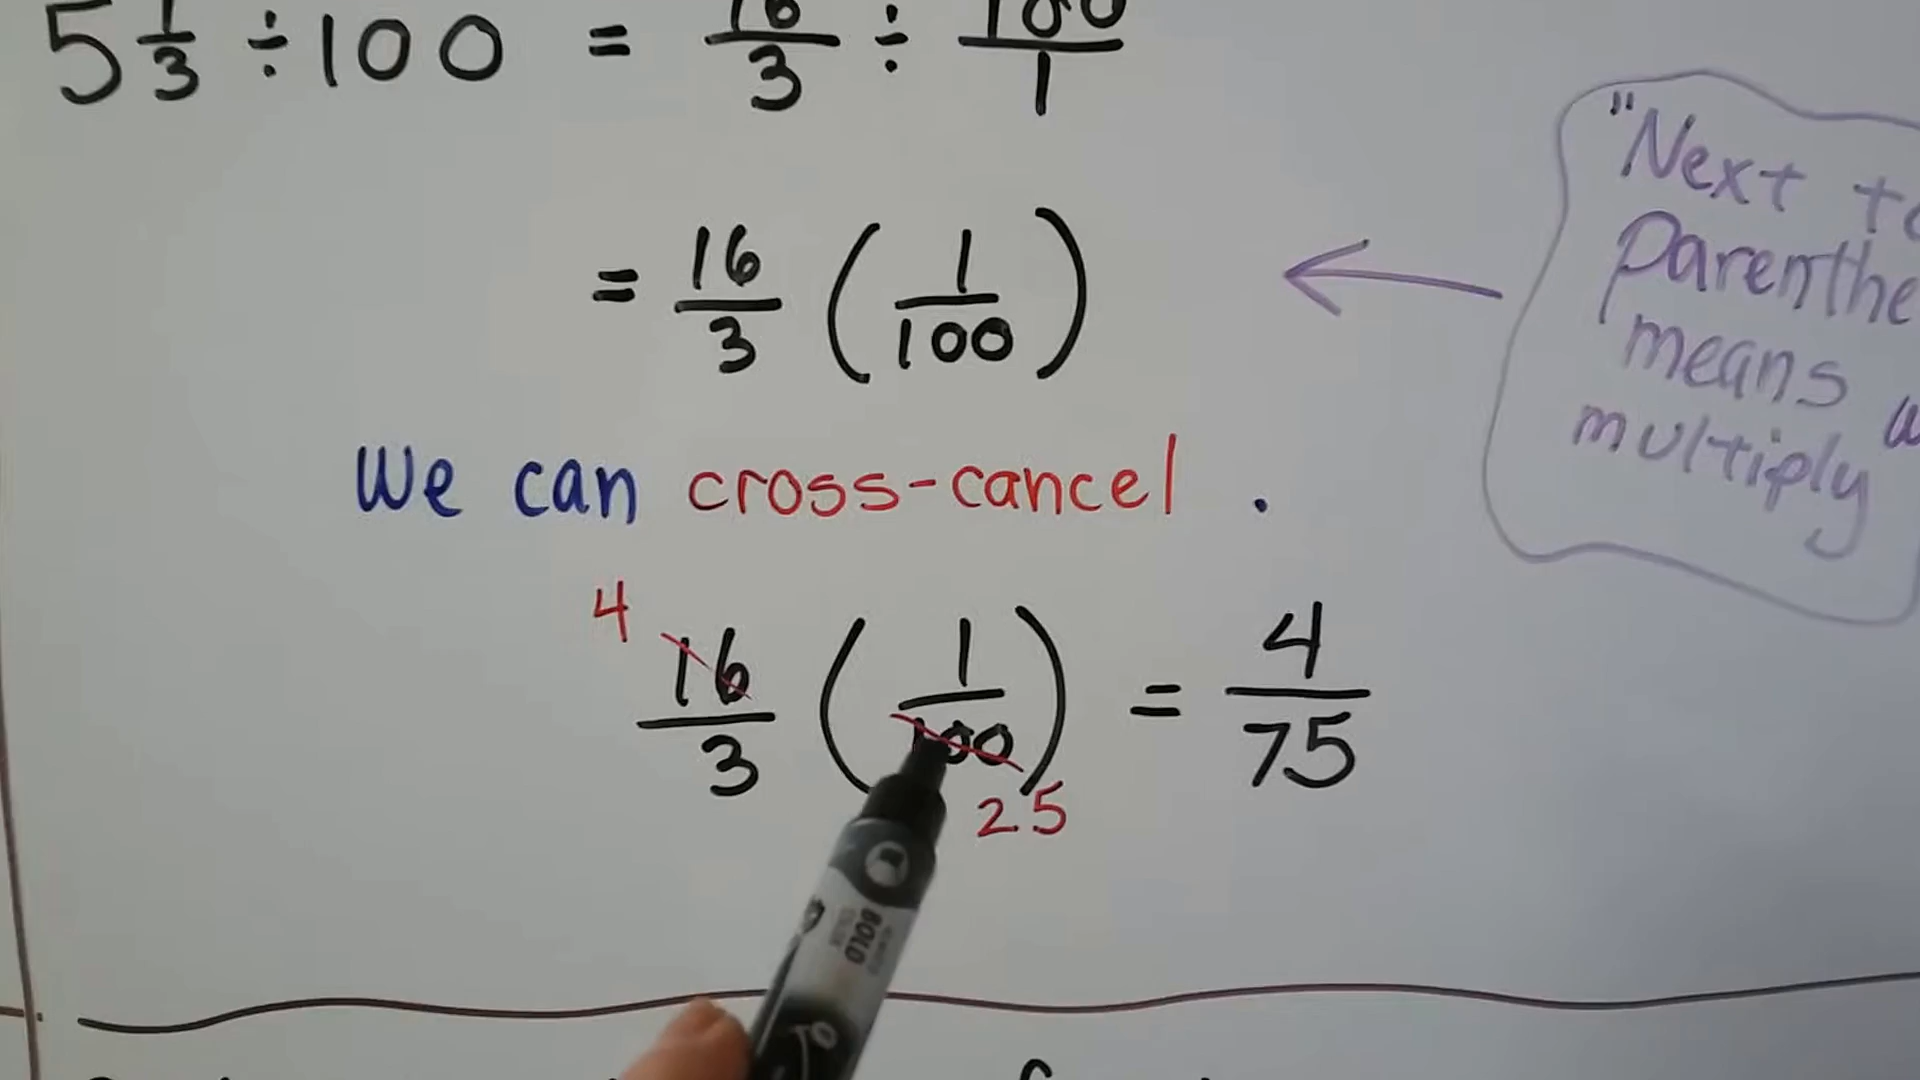 5 1/3 ÷ 100 = 16/3 ÷ 100/1
= 16/3 ( 1/100 )
"Next to
Parenthe
means
multiply
We can cross-cancel .
4
16/3 ( 1/100 ) = 4/75
25
BOLD